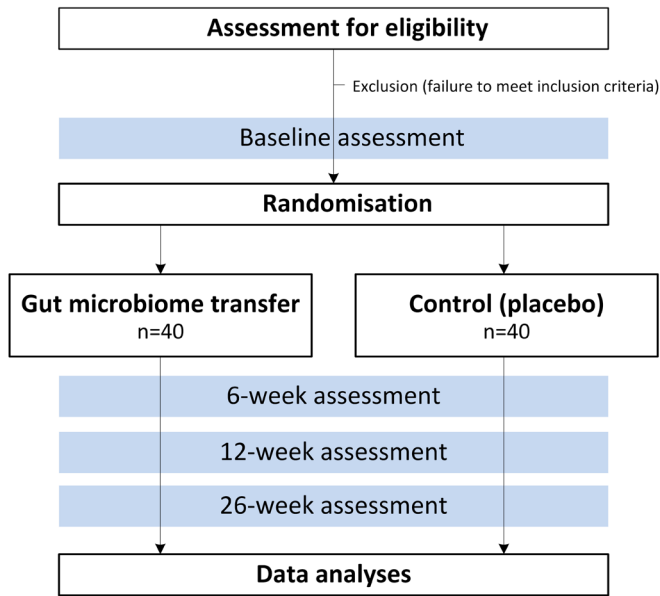 Assessment for eligibility
Exclusion (failure to meet inclusion criteria)
Baseline assessment
Randomisation
Gut microbiome transfer
n=40
Control (placebo)
n=40
6-week assessment
12-week assessment
26-week assessment
Data analyses